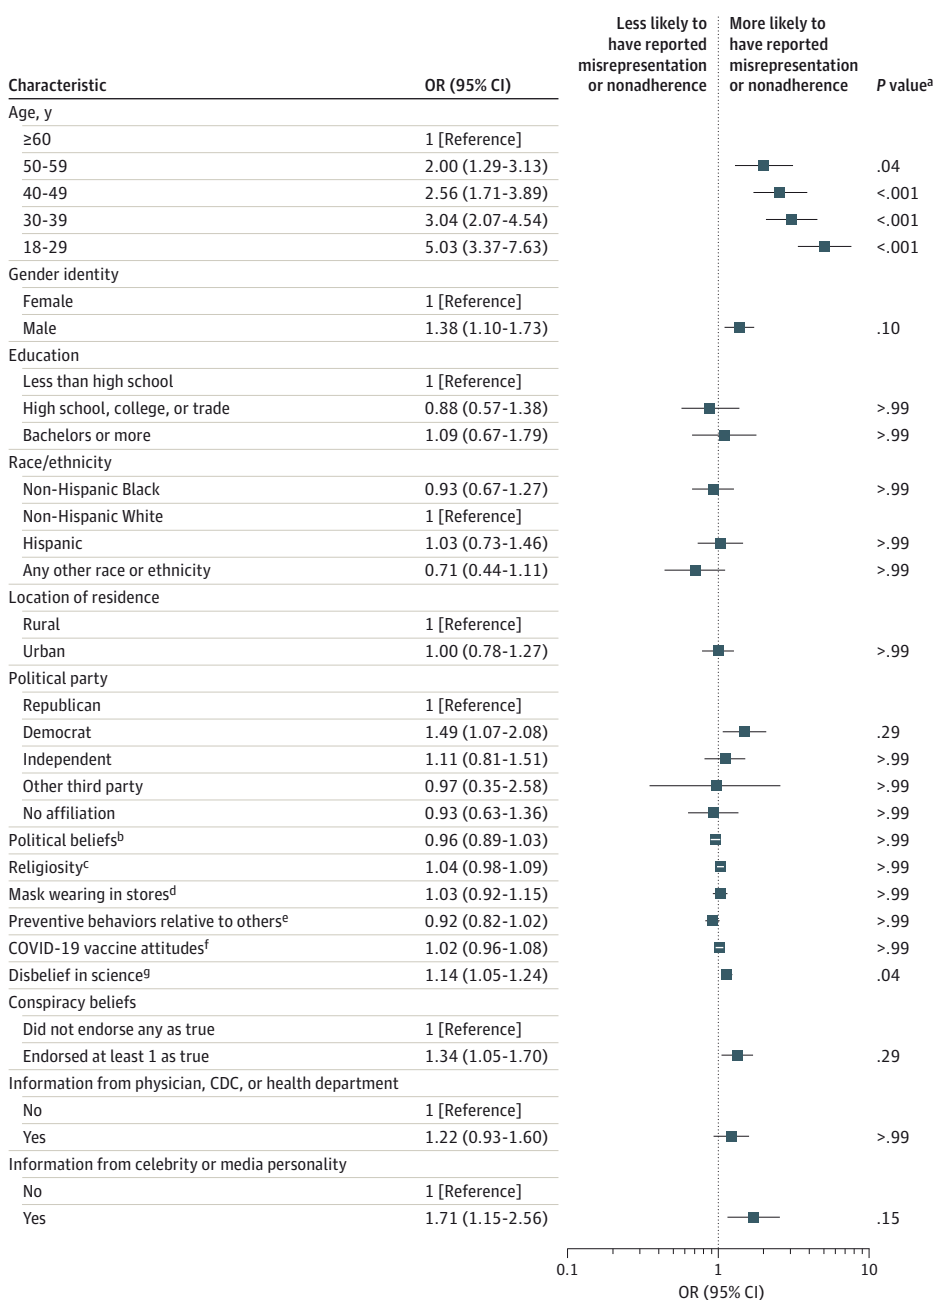 Less likely to have reported misrepresentation or nonadherence
More likely to have reported misrepresentation or nonadherence
Characteristic OR (95% CI) P valueᵃ
Age, y
≥60 1 [Reference]
50-59 2.00 (1.29-3.13) .04
40-49 2.56 (1.71-3.89) <.001
30-39 3.04 (2.07-4.54) <.001
18-29 5.03 (3.37-7.63) <.001
Gender identity
Female 1 [Reference]
Male 1.38 (1.10-1.73) .10
Education
Less than high school 1 [Reference]
High school, college, or trade 0.88 (0.57-1.38) >.99
Bachelors or more 1.09 (0.67-1.79) >.99
Race/ethnicity
Non-Hispanic Black 0.93 (0.67-1.27) >.99
Non-Hispanic White 1 [Reference]
Hispanic 1.03 (0.73-1.46) >.99
Any other race or ethnicity 0.71 (0.44-1.11) >.99
Location of residence
Rural 1 [Reference]
Urban 1.00 (0.78-1.27) >.99
Political party
Republican 1 [Reference]
Democrat 1.49 (1.07-2.08) .29
Independent 1.11 (0.81-1.51) >.99
Other third party 0.97 (0.35-2.58) >.99
No affiliation 0.93 (0.63-1.36) >.99
Political beliefsᵇ 0.96 (0.89-1.03) >.99
Religiosityᶜ 1.04 (0.98-1.09) >.99
Mask wearing in storesᵈ 1.03 (0.92-1.15) >.99
Preventive behaviors relative to othersᵉ 0.92 (0.82-1.02) >.99
COVID-19 vaccine attitudesᶠ 1.02 (0.96-1.08) >.99
Disbelief in scienceᵍ 1.14 (1.05-1.24) .04
Conspiracy beliefs
Did not endorse any as true 1 [Reference]
Endorsed at least 1 as true 1.34 (1.05-1.70) .29
Information from physician, CDC, or health department
No 1 [Reference]
Yes 1.22 (0.93-1.60) >.99
Information from celebrity or media personality
No 1 [Reference]
Yes 1.71 (1.15-2.56) .15
0.1 1 10
OR (95% CI)